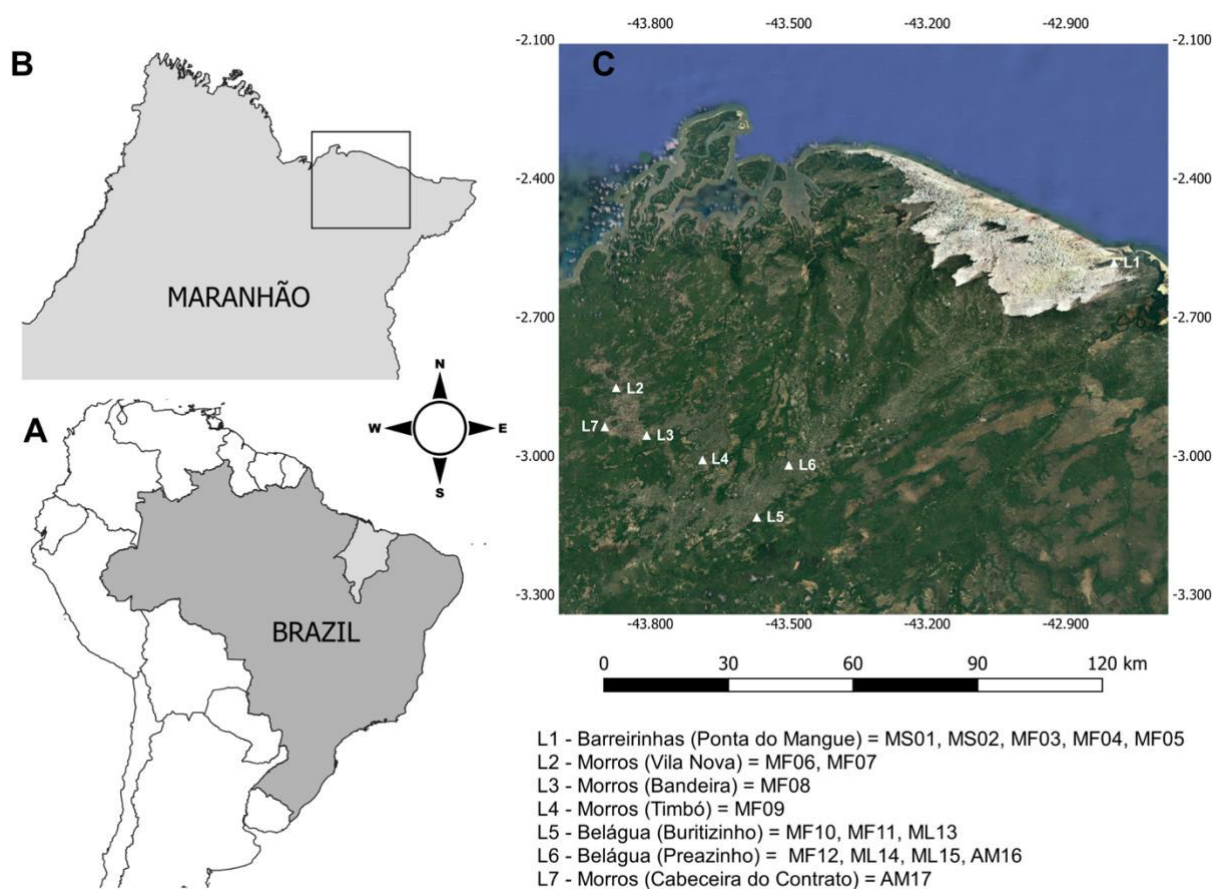 B
MARANHÃO
A
BRAZIL
N
W E
S
-43.800 -43.500 -43.200 -42.900
-2.100 -2.100
C
-2.400 -2.400
L1
-2.700 -2.700
L2
L7 L3
-3.000 L4 L6 -3.000
L5
-3.300 -3.300
-43.800 -43.500 -43.200 -42.900
0 30 60 90 120 km
L1 - Barreirinhas (Ponta do Mangue) = MS01, MS02, MF03, MF04, MF05
L2 - Morros (Vila Nova) = MF06, MF07
L3 - Morros (Bandeira) = MF08
L4 - Morros (Timbó) = MF09
L5 - Belágua (Buritizinho) = MF10, MF11, ML13
L6 - Belágua (Preazinho) = MF12, ML14, ML15, AM16
L7 - Morros (Cabeceira do Contrato) = AM17